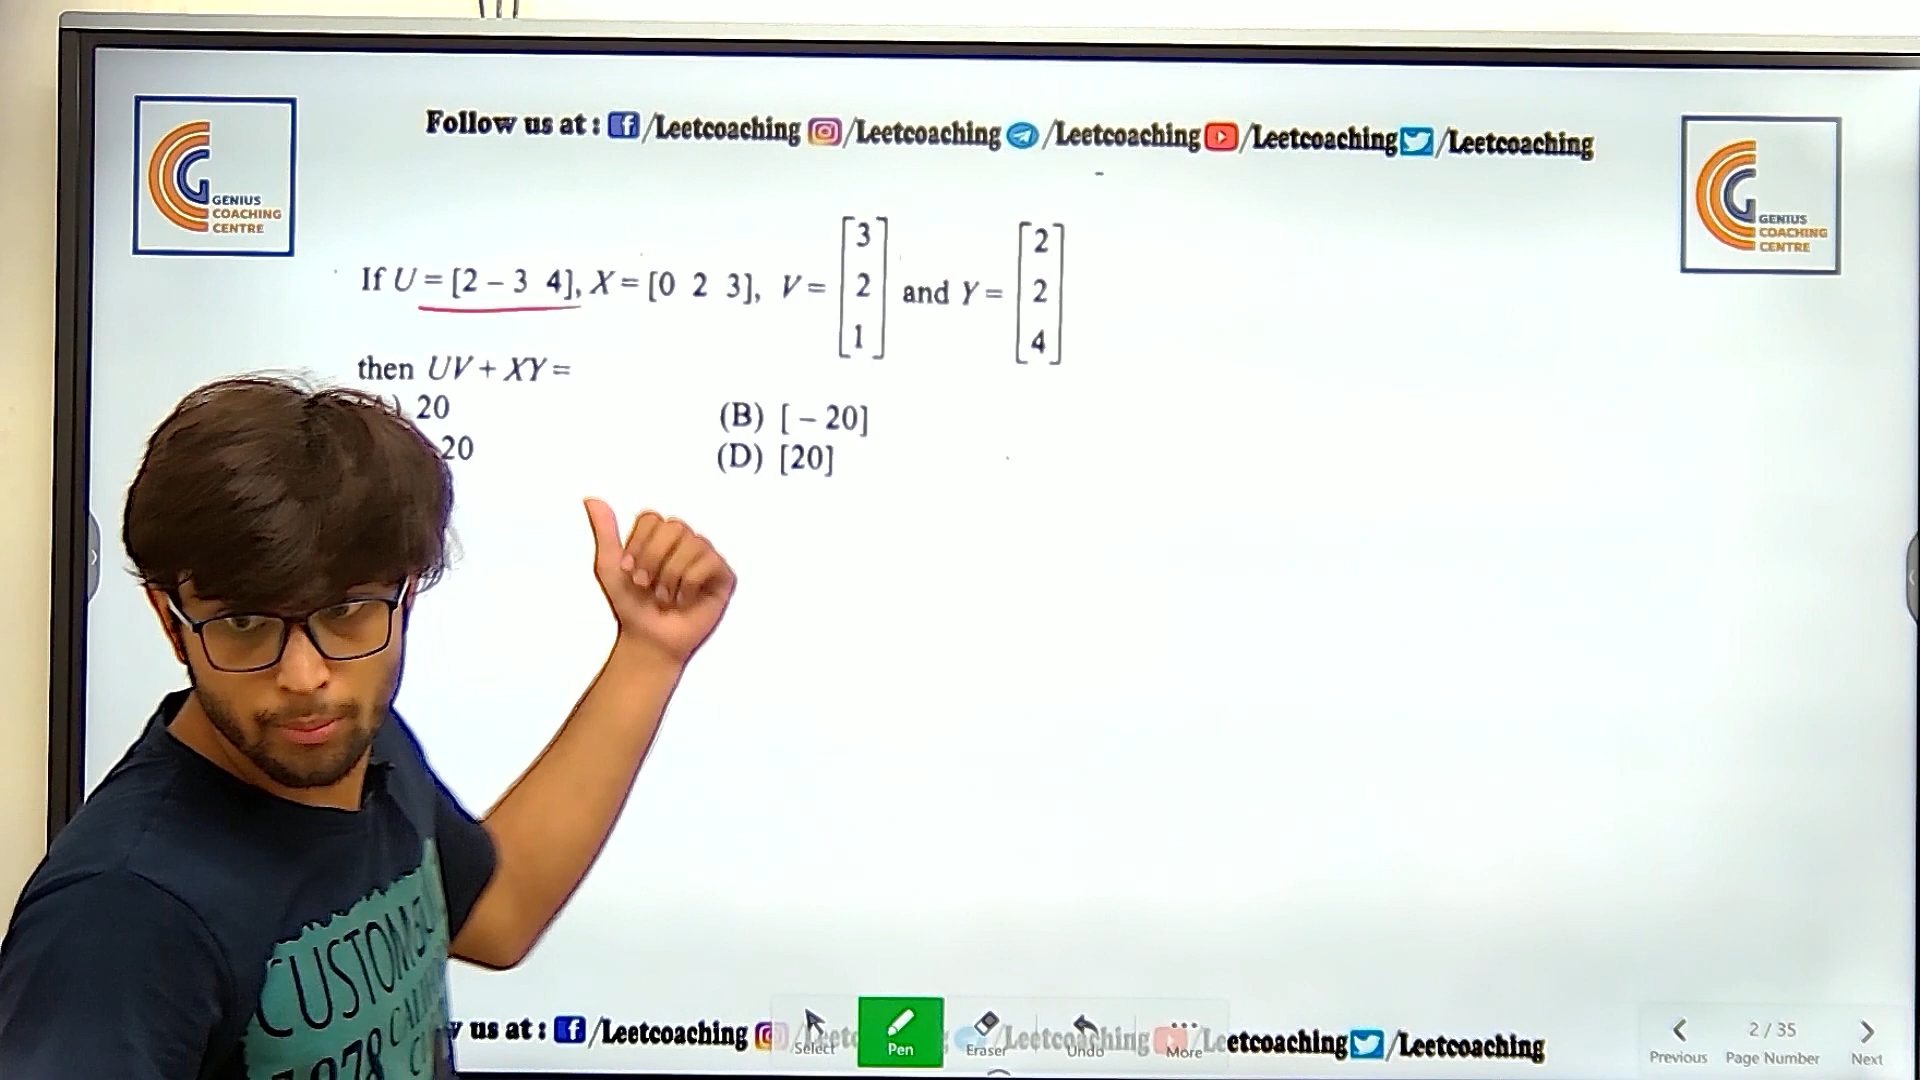 Follow us at : /Leetcoaching /Leetcoaching /Leetcoaching /Leetcoaching /Leetcoaching
GENIUS
COACHING
CENTRE
GENIUS
COACHING
CENTRE
If U = [2 – 3 4], X = [0 2 3], V = [3 2 1] and Y = [2 2 4]
then UV + XY =
20
(B) [ – 20]
20
(D) [20]
CUSTOM
us at : /Leetcoaching /Leetcoaching etcoaching /Leetcoaching
Select Pen Eraser Undo More
2 / 35
Previous Page Number Next